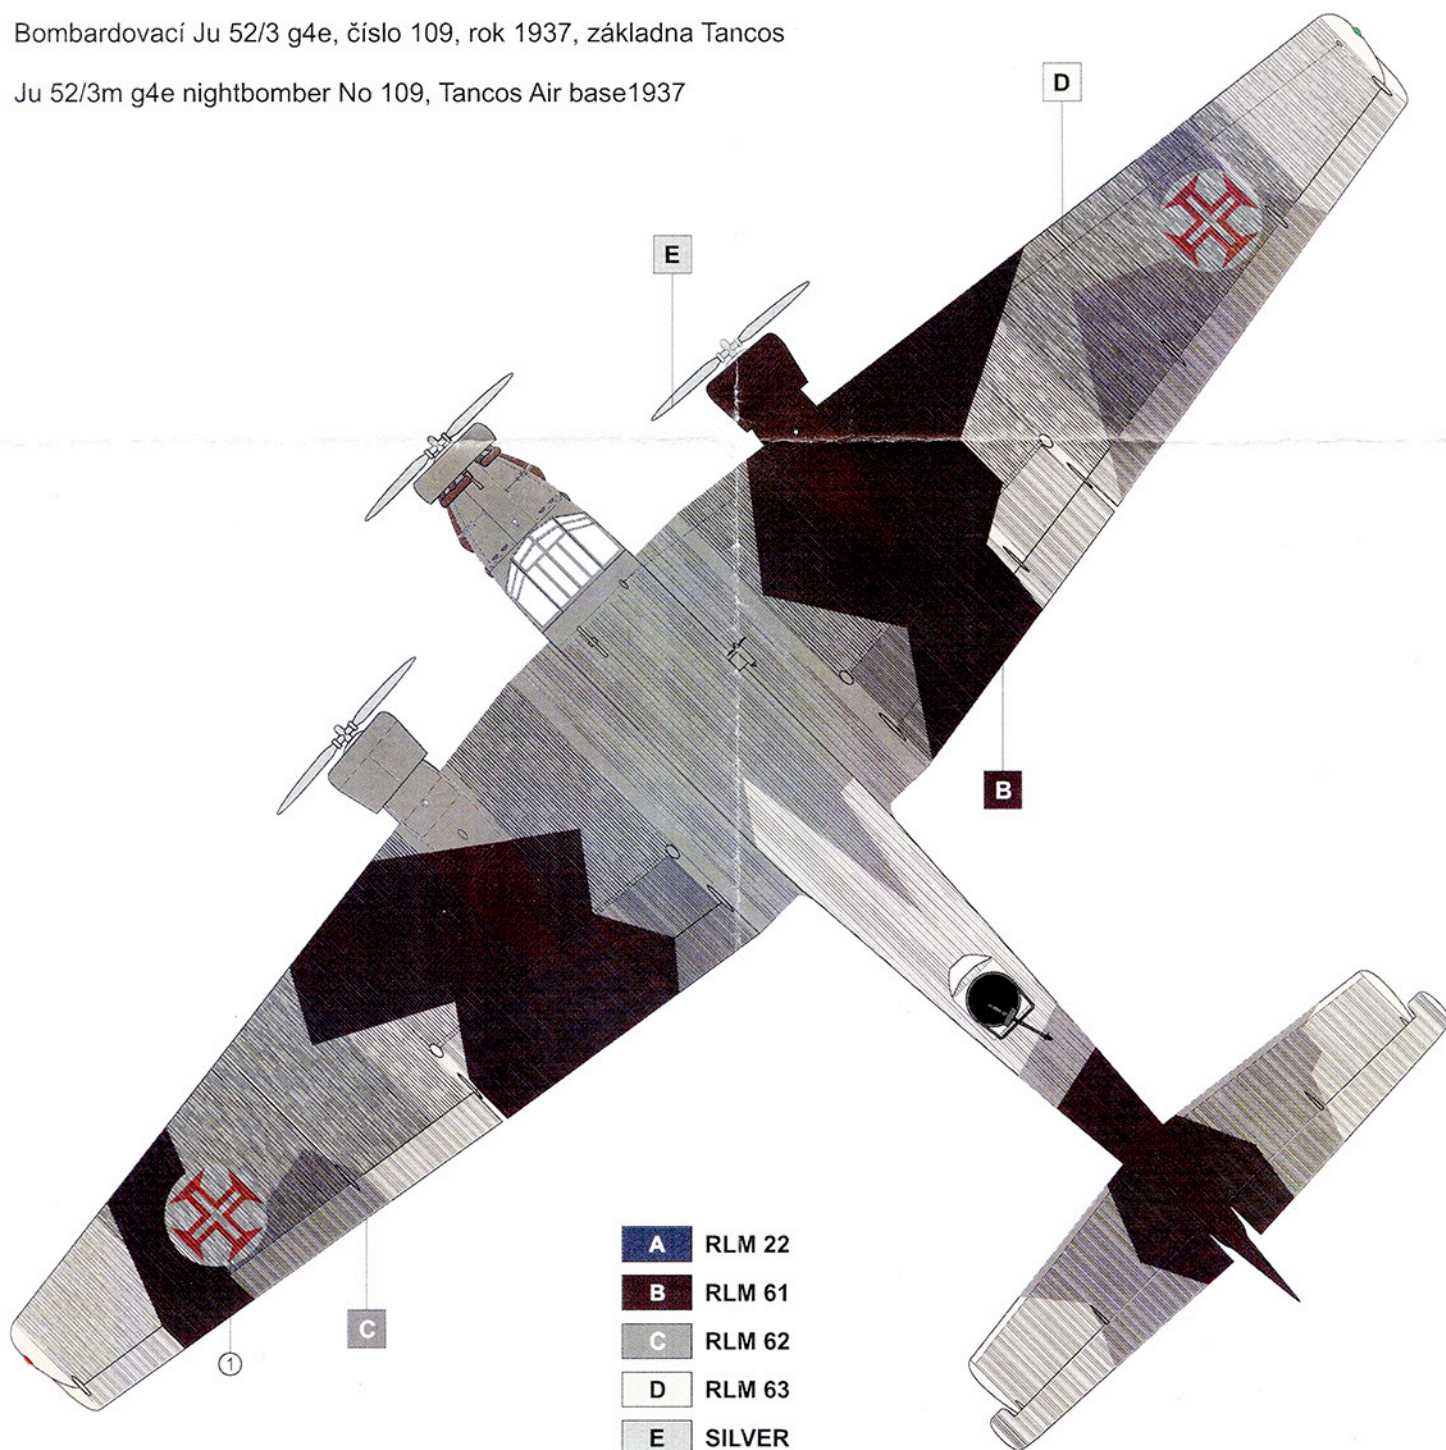 Bombardovací Ju 52/3 g4e, číslo 109, rok 1937, základna Tancos
Ju 52/3m g4e nightbomber No 109, Tancos Air base1937
D
E
B
C
1
A RLM 22
B RLM 61
C RLM 62
D RLM 63
E SILVER